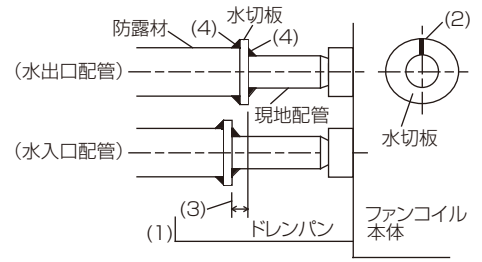 水切板
(2)
防露材
(4)
(4)
(水出口配管)
現地配管
水切板
(水入口配管)
(3)
(1)
ドレンパン
ファンコイル
本体